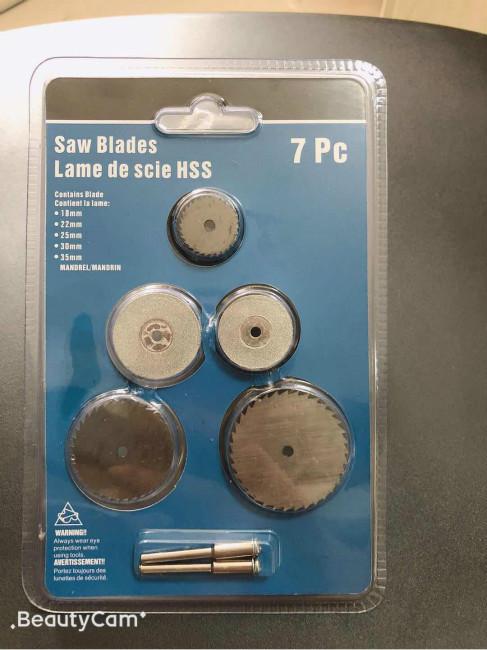 Saw Blades
Lame de scie HSS
7 Pc
Contains Blade
Contient la lame:
• 18mm
• 22mm
• 25mm
• 30mm
• 35mm
MANDREL/MANDRIN
WARNING!!
Always wear eye
protection when
using tools.
AVERTISSEMENT!!
Portez toujours des
lunettes de sécurité.
.BeautyCam